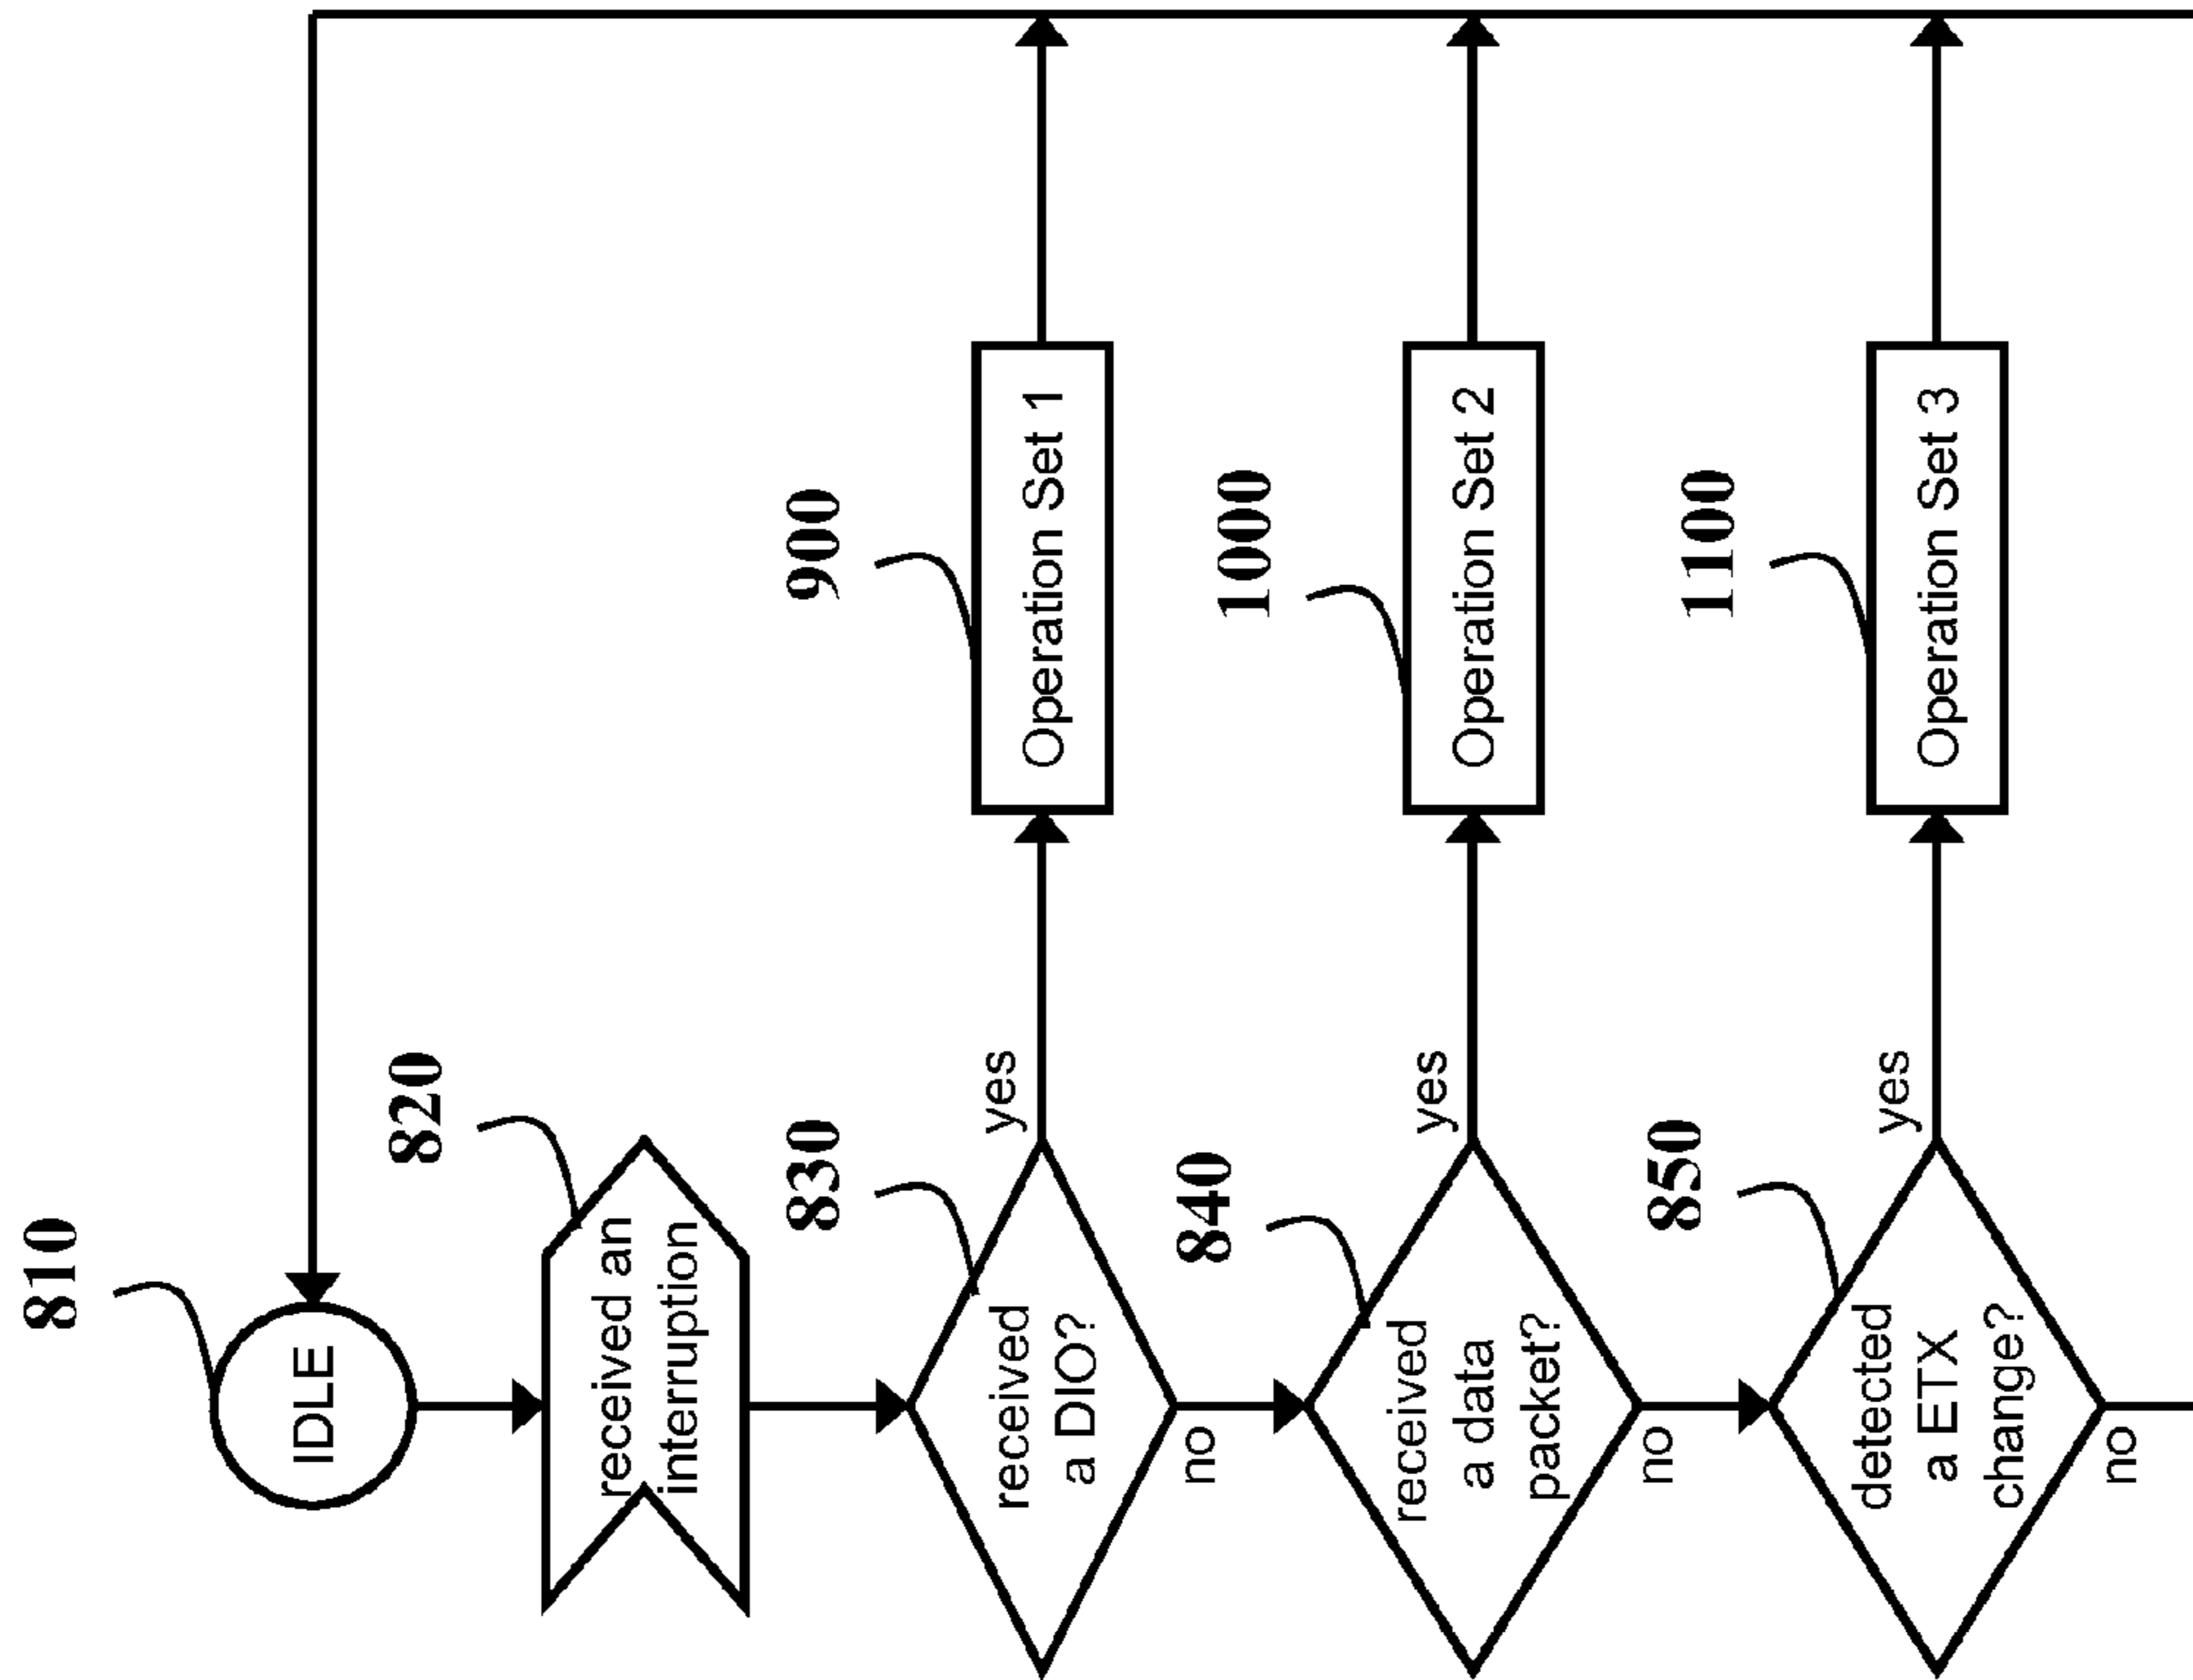 810
IDLE
820
received an
interruption
830
received
a DIO?
yes
no
900
Operation Set 1
840
received
a data
packet?
yes
no
1000
Operation Set 2
850
detected
a ETX
change?
yes
no
1100
Operation Set 3